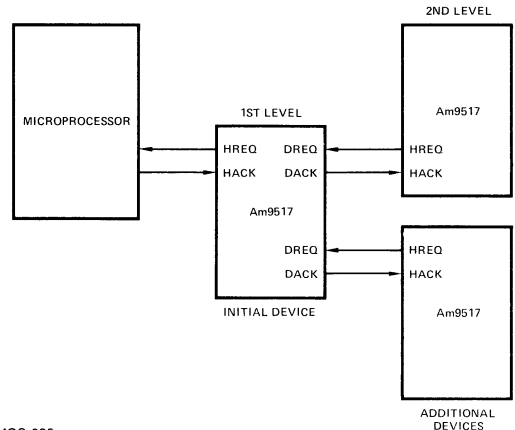 2ND LEVEL
Am9517
HREQ
HACK
MICROPROCESSOR
1ST LEVEL
HREQ DREQ
HACK DACK
Am9517
DREQ
DACK
INITIAL DEVICE
HREQ
HACK
Am9517
ADDITIONAL
DEVICES